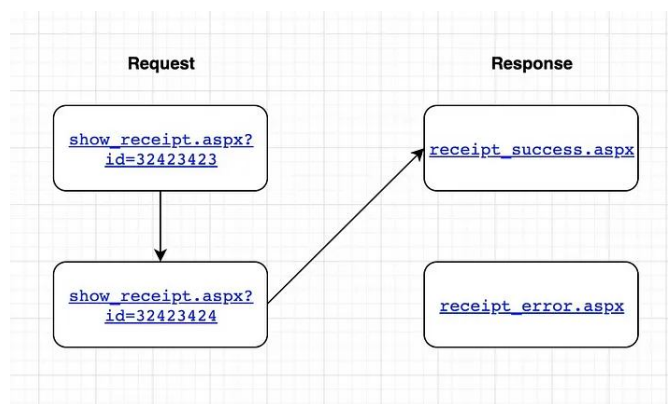 Request
Response
show_receipt.aspx?
id=32423423
receipt_success.aspx
show_receipt.aspx?
id=32423424
receipt_error.aspx